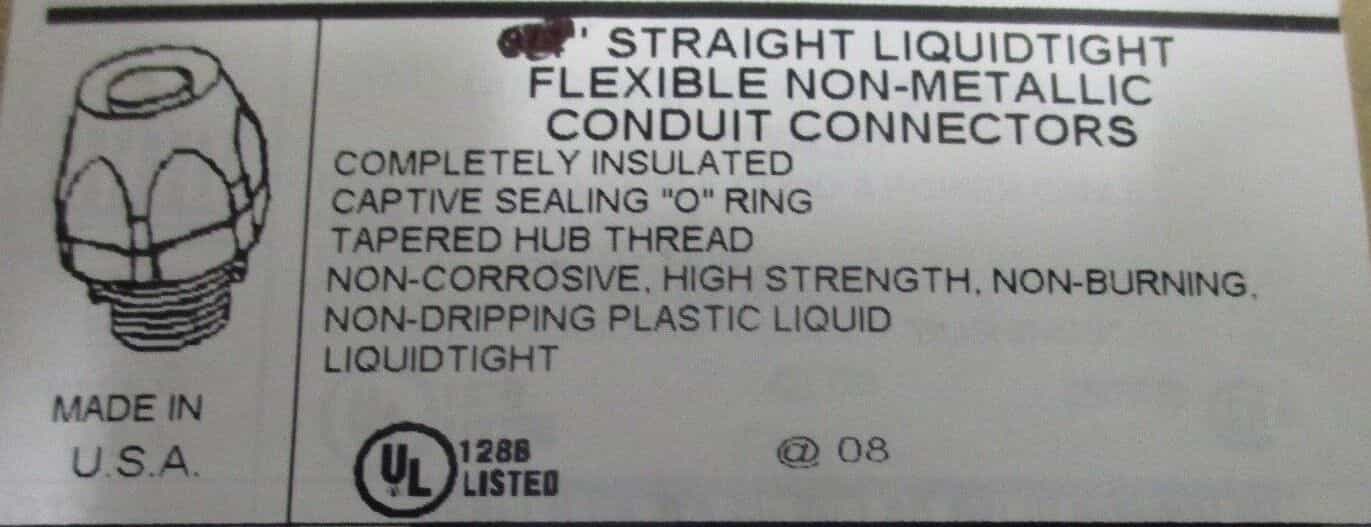 ' STRAIGHT LIQUIDTIGHT
FLEXIBLE NON-METALLIC
CONDUIT CONNECTORS
COMPLETELY INSULATED
CAPTIVE SEALING "O" RING
TAPERED HUB THREAD
NON-CORROSIVE, HIGH STRENGTH, NON-BURNING,
NON-DRIPPING PLASTIC LIQUID
LIQUIDTIGHT
MADE IN
U.S.A.
UL
128B
LISTED
@ 08